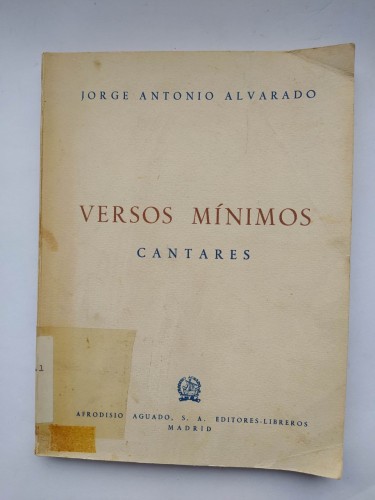 JORGE ANTONIO ALVARADO
VERSOS MÍNIMOS
CANTARES
AFRODISIO AGUADO, S. A. EDITORES-LIBREROS
MADRID